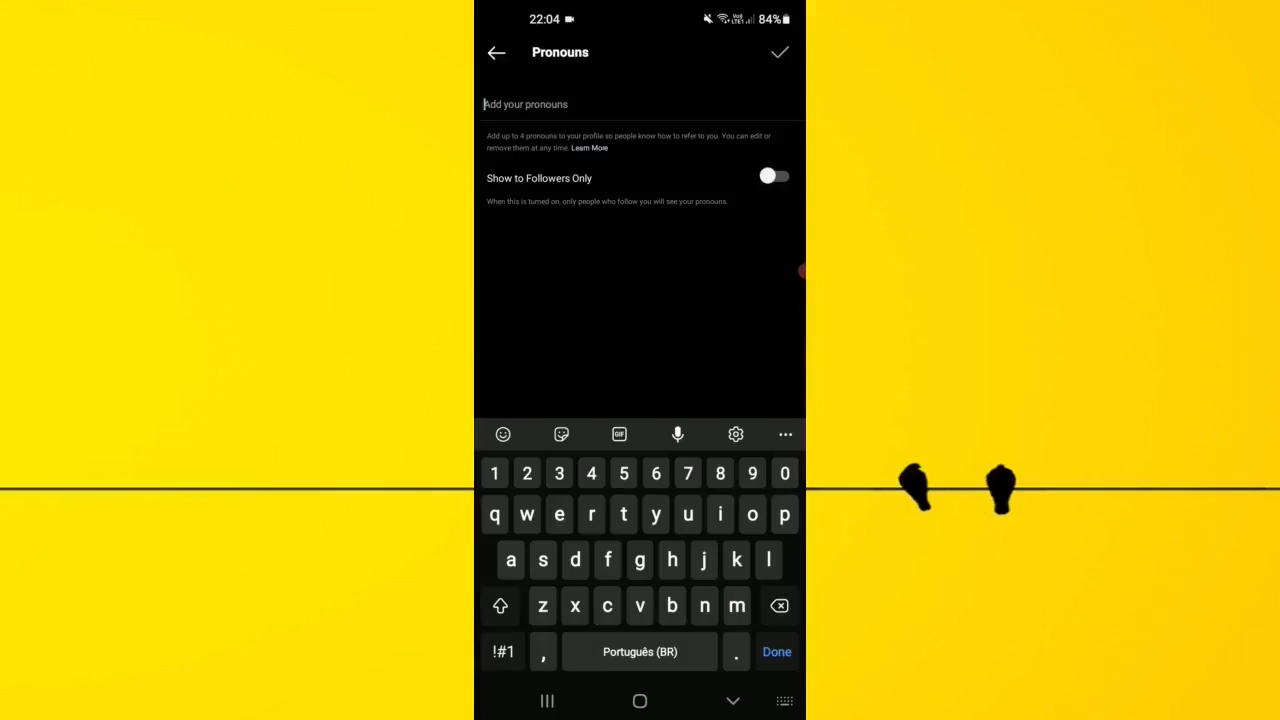 22:04 VoB LTE1 84%
Pronouns
Add your pronouns
Add up to 4 pronouns to your profile so people know how to refer to you. You can edit or
remove them at any time. Learn More
Show to Followers Only
When this is turned on, only people who follow you will see your pronouns.
GIF
1 2 3 4 5 6 7 8 9 0
q w e r t y u i o p
a s d f g h j k l
z x c v b n m
!#1 , Português (BR) . Done